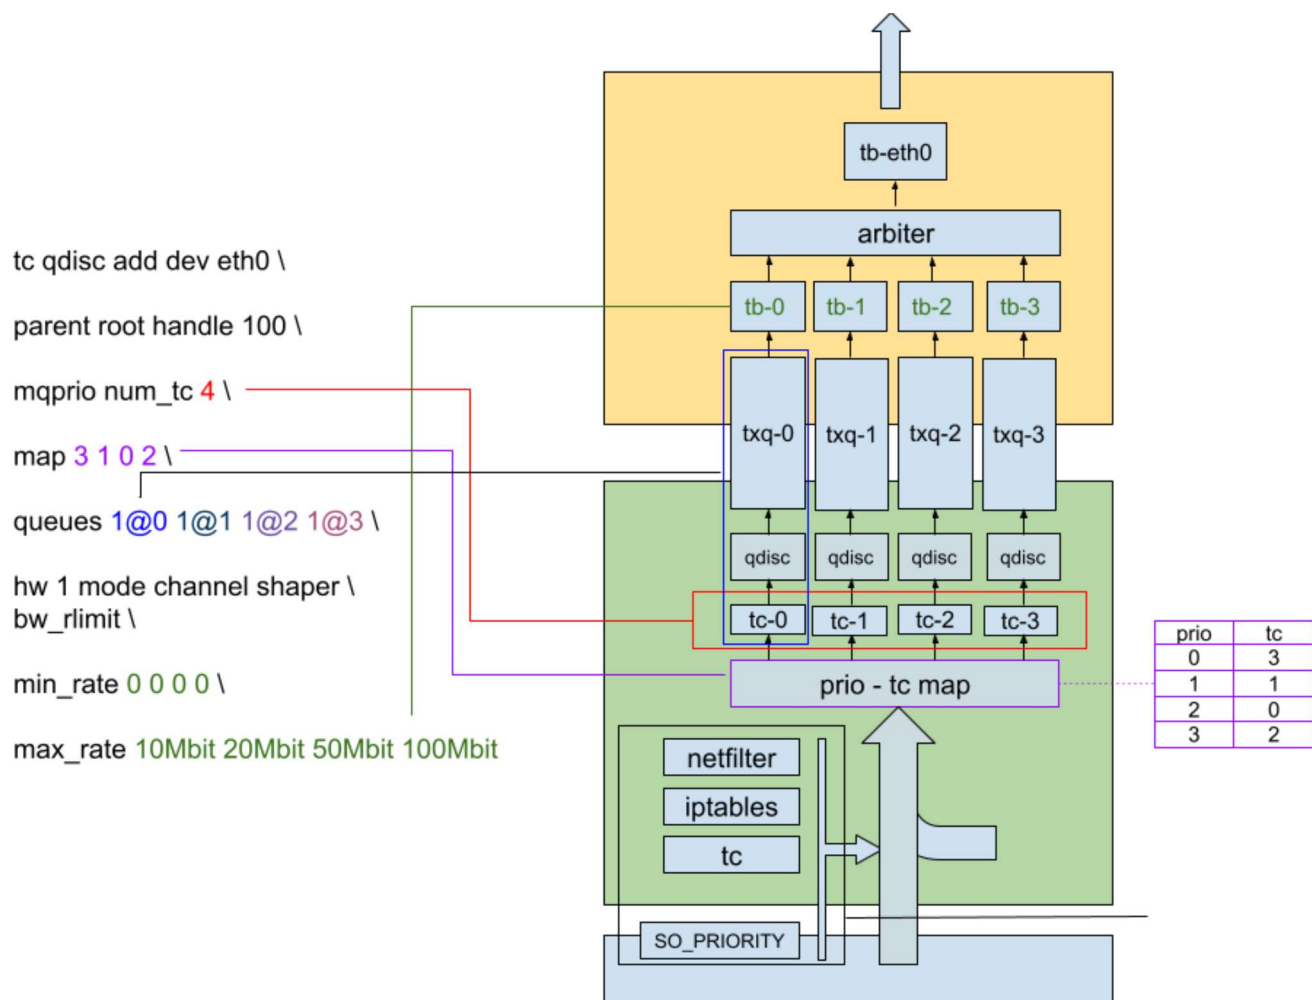 tc qdisc add dev eth0 \
parent root handle 100 \
mqprio num_tc 4 \
map 3 1 0 2 \
queues 1@0 1@1 1@2 1@3 \
hw 1 mode channel shaper \
bw_rlimit \
min_rate 0 0 0 0 \
max_rate 10Mbit 20Mbit 50Mbit 100Mbit
tb-eth0
arbiter
tb-0 tb-1 tb-2 tb-3
txq-0 txq-1 txq-2 txq-3
qdisc qdisc qdisc qdisc
tc-0 tc-1 tc-2 tc-3
prio - tc map
netfilter
iptables
tc
SO_PRIORITY
prio tc
0 3
1 1
2 0
3 2